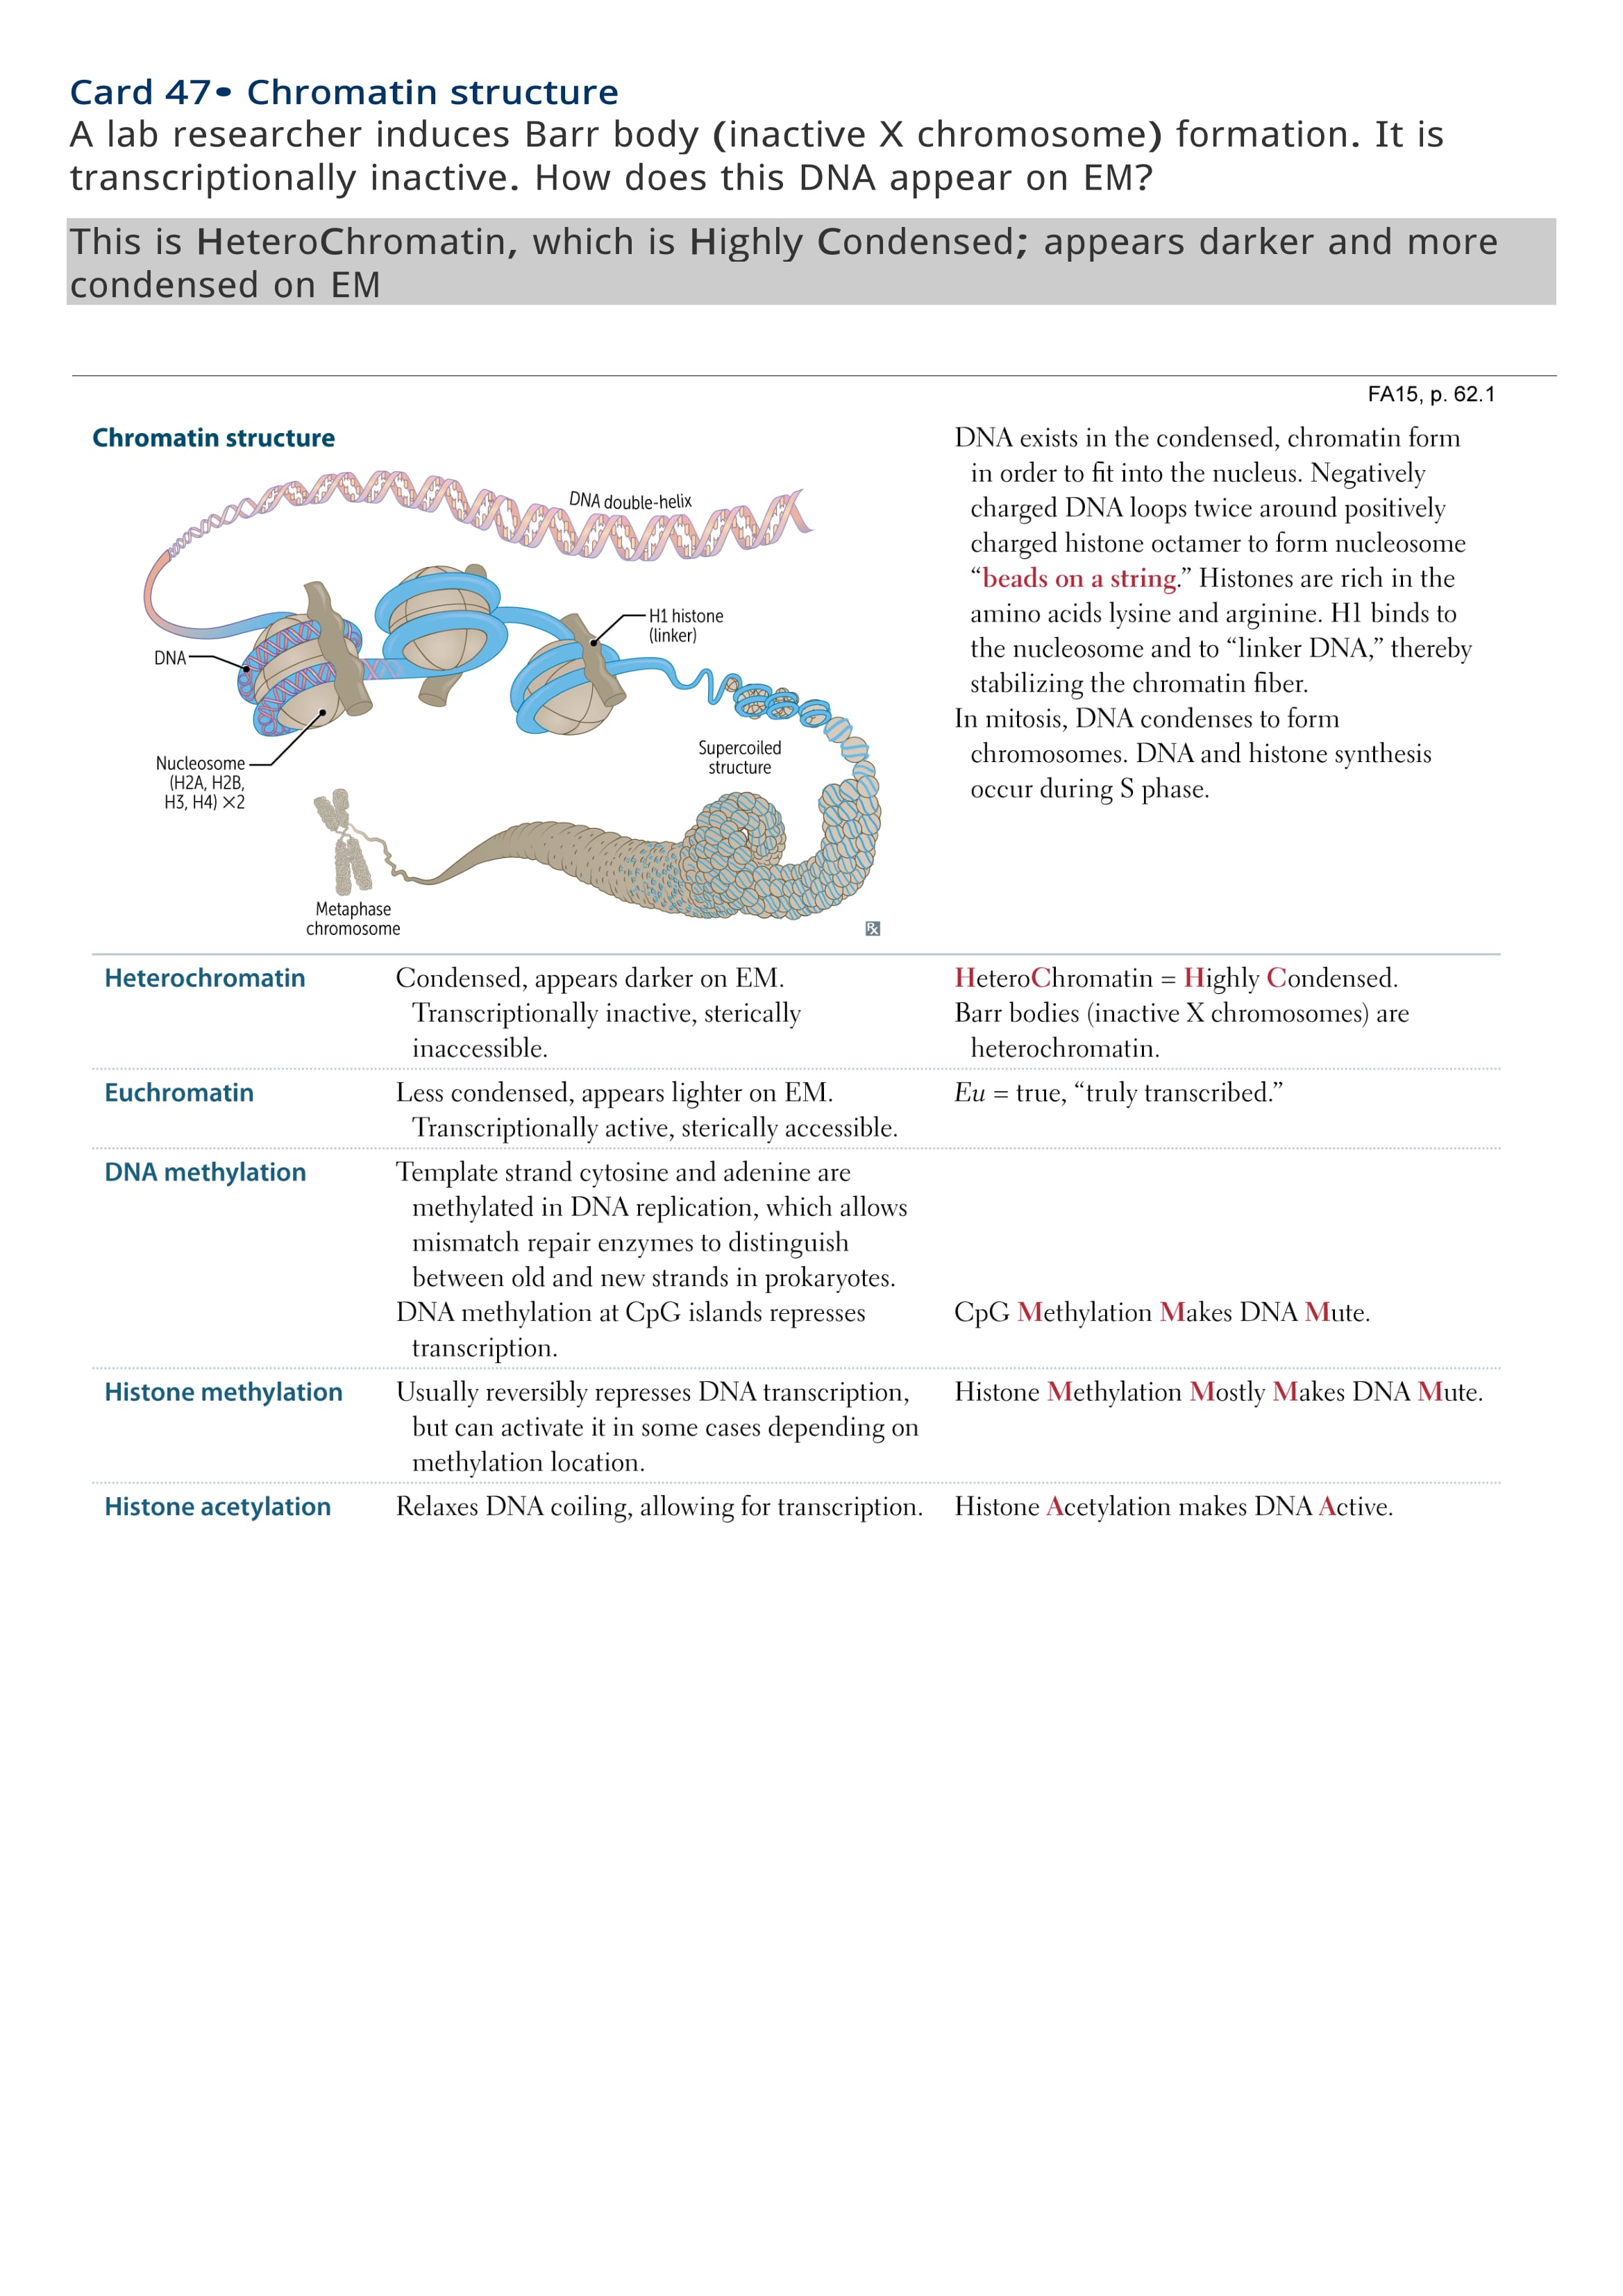 Card 47• Chromatin structure
A lab researcher induces Barr body (inactive X chromosome) formation. It is
transcriptionally inactive. How does this DNA appear on EM?
This is HeteroChromatin, which is Highly Condensed; appears darker and more
condensed on EM
FA15, p. 62.1
Chromatin structure
DNA double-helix
H1 histone
(linker)
DNA
Nucleosome
(H2A, H2B,
H3, H4) ×2
Supercoiled
structure
Metaphase
chromosome
Rx
DNA exists in the condensed, chromatin form
in order to fit into the nucleus. Negatively
charged DNA loops twice around positively
charged histone octamer to form nucleosome
“beads on a string.” Histones are rich in the
amino acids lysine and arginine. H1 binds to
the nucleosome and to “linker DNA,” thereby
stabilizing the chromatin fiber.
In mitosis, DNA condenses to form
chromosomes. DNA and histone synthesis
occur during S phase.
Heterochromatin
Condensed, appears darker on EM.
Transcriptionally inactive, sterically
inaccessible.
HeteroChromatin = Highly Condensed.
Barr bodies (inactive X chromosomes) are
heterochromatin.
Euchromatin
Less condensed, appears lighter on EM.
Transcriptionally active, sterically accessible.
Eu = true, “truly transcribed.”
DNA methylation
Template strand cytosine and adenine are
methylated in DNA replication, which allows
mismatch repair enzymes to distinguish
between old and new strands in prokaryotes.
DNA methylation at CpG islands represses
transcription.
CpG Methylation Makes DNA Mute.
Histone methylation
Usually reversibly represses DNA transcription,
but can activate it in some cases depending on
methylation location.
Histone Methylation Mostly Makes DNA Mute.
Histone acetylation
Relaxes DNA coiling, allowing for transcription.
Histone Acetylation makes DNA Active.